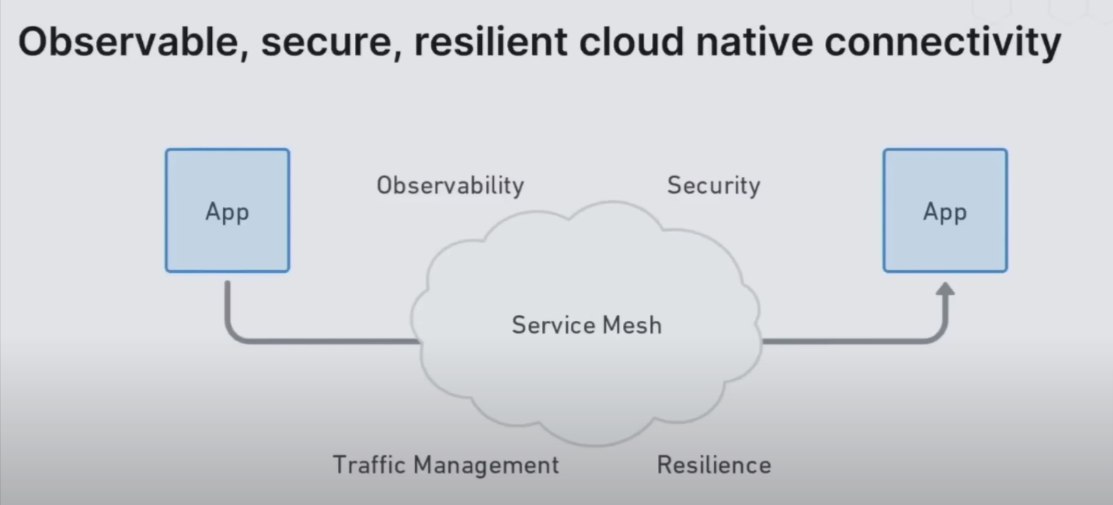 Observable, secure, resilient cloud native connectivity
App
Observability
Security
App
Service Mesh
Traffic Management
Resilience